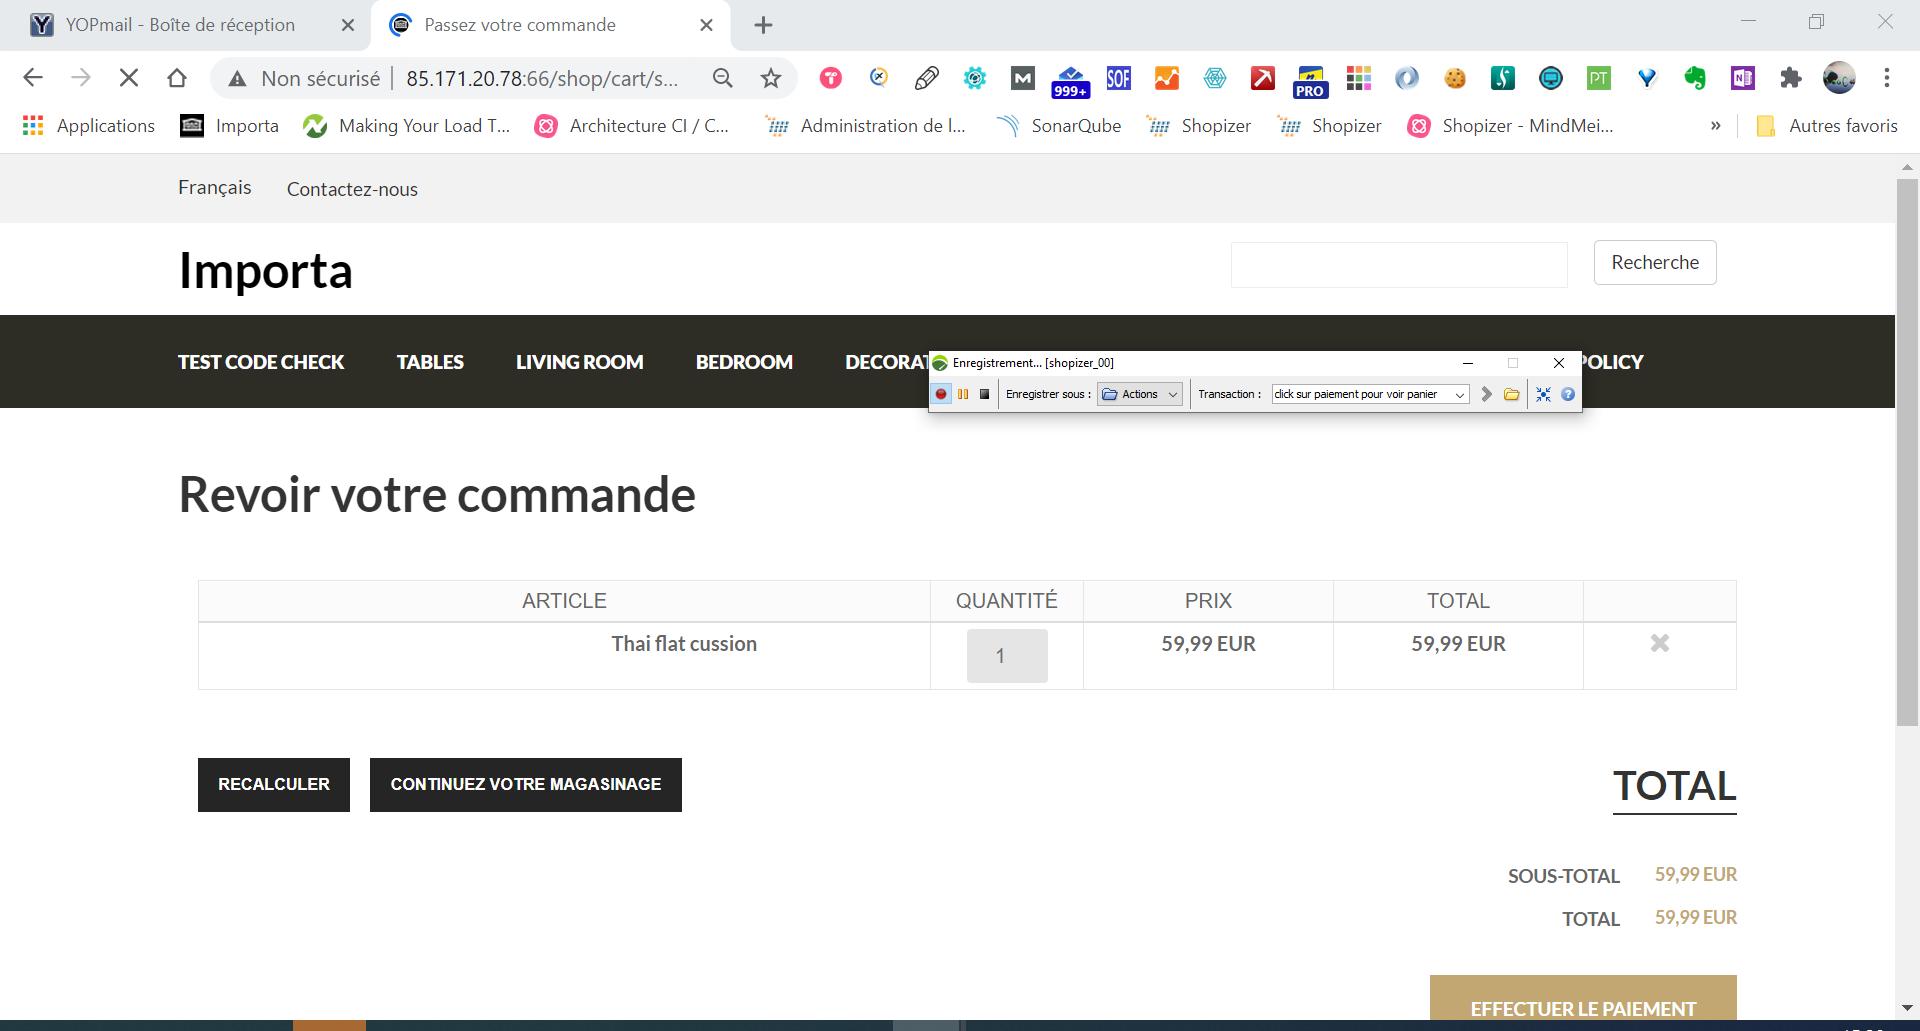 YOPmail - Boîte de réception
Passez votre commande
Non sécurisé
85.171.20.78:66/shop/cart/s...
SOF
M
999+
PRO
PT
Applications
Importa
Making Your Load T...
Architecture CI / C...
Administration de l...
SonarQube
Shopizer
Shopizer
Shopizer - MindMei...
»
Autres favoris
Français
Contactez-nous
Importa
Recherche
TEST CODE CHECK
TABLES
LIVING ROOM
BEDROOM
DECORAT
POLICY
Enregistrement... [shopizer_00]
Enregistrer sous :
Actions
Transaction :
click sur paiement pour voir panier
Revoir votre commande
ARTICLE
QUANTITÉ
PRIX
TOTAL
Thai flat cussion
1
59,99 EUR
59,99 EUR
RECALCULER
CONTINUEZ VOTRE MAGASINAGE
TOTAL
SOUS-TOTAL
59,99 EUR
TOTAL
59,99 EUR
EFFECTUER LE PAIEMENT